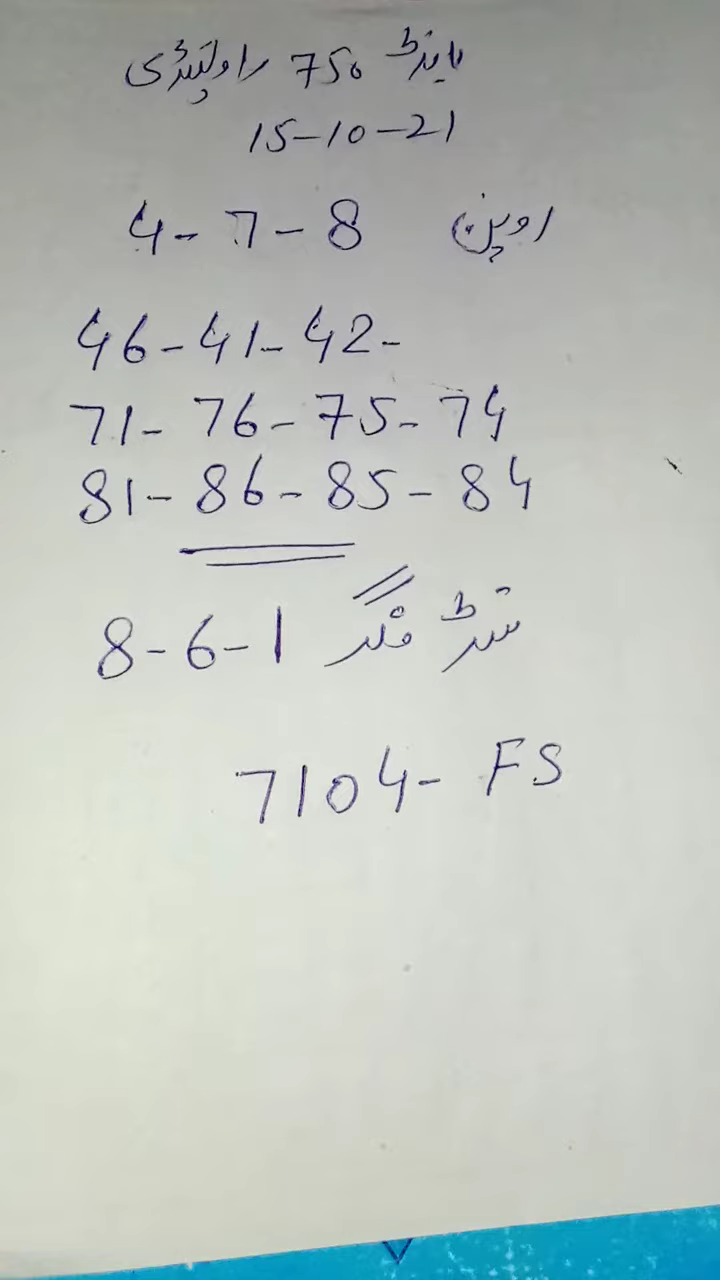 بانڈ 750 راولپنڈی
15-10-21
اوپن 4-7-8
46-41-42-
71-76-75-74
81-86-85-84
تھرڈ فگر 8-6-1
7104- FS